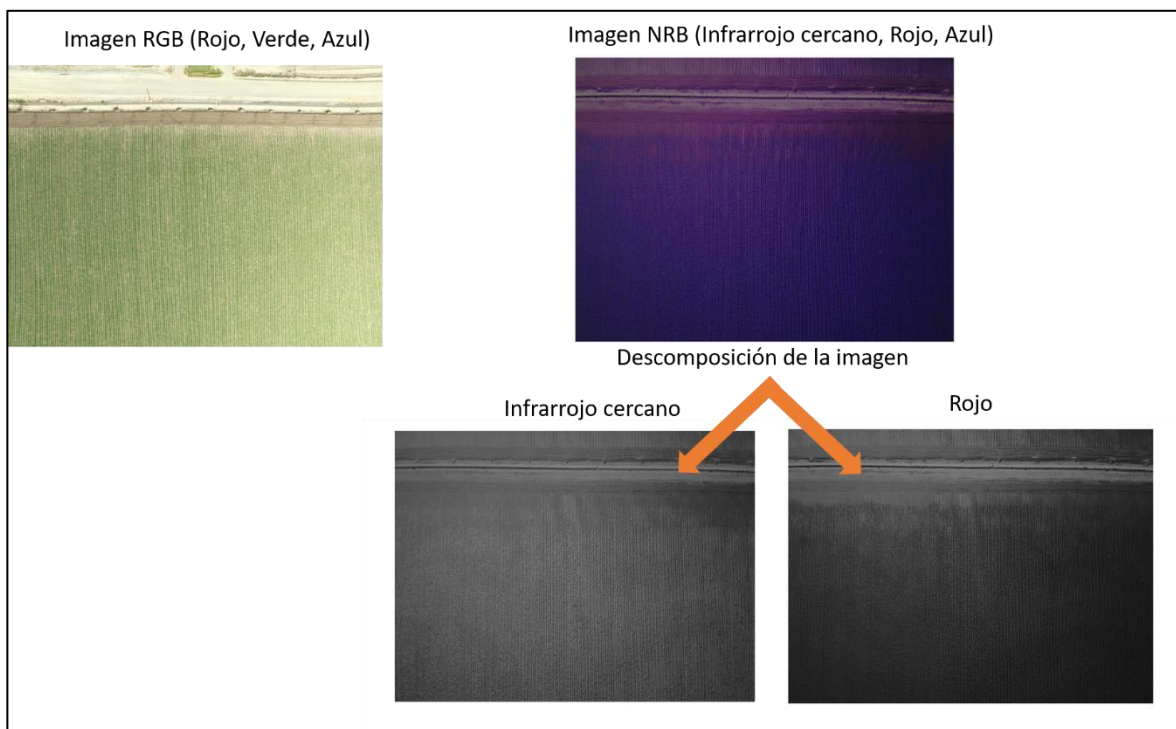 Imagen RGB (Rojo, Verde, Azul)
Imagen NRB (Infrarrojo cercano, Rojo, Azul)
Descomposición de la imagen
Infrarrojo cercano
Rojo